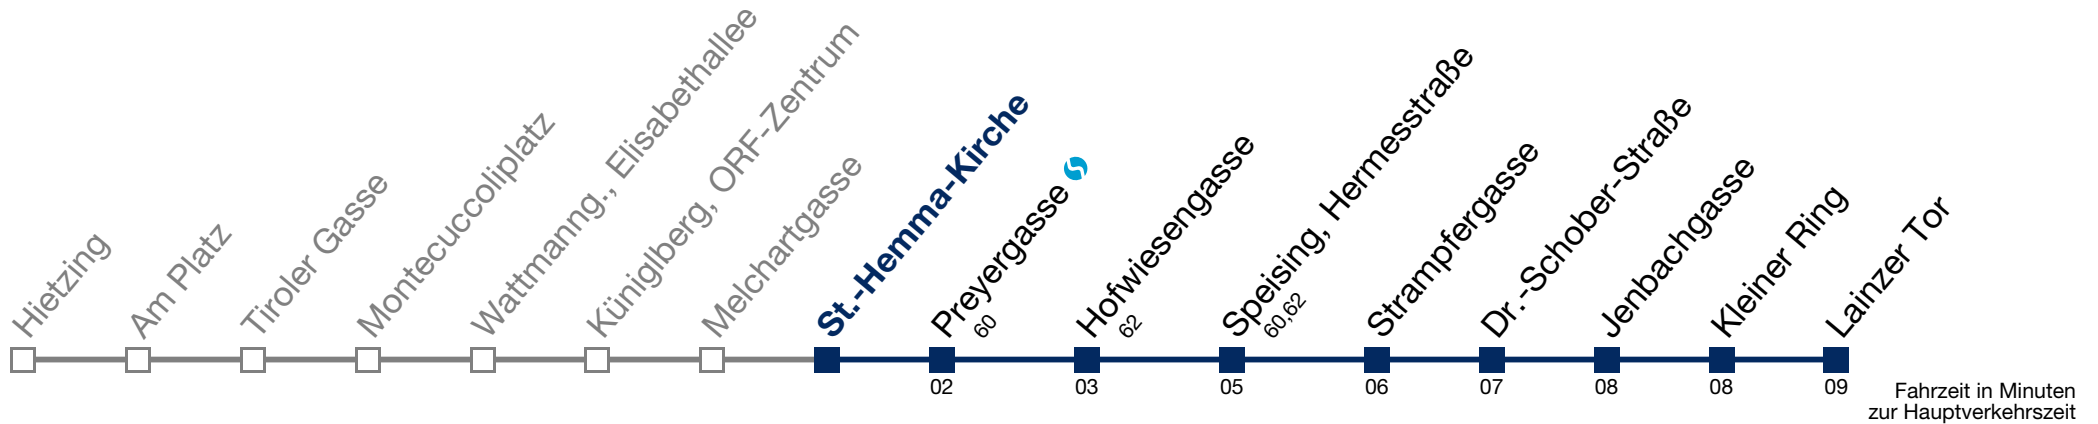 Hietzing
Am Platz
Tiroler Gasse
Montecuccoliplatz
Wattmanng., Elisabethallee
Küniglberg, ORF-Zentrum
Melchartgasse
St.-Hemma-Kirche
Preyergasse
60
Hofwiesengasse
62
Speising, Hermesstraße
60,62
Strampfergasse
Dr.-Schober-Straße
Jenbachgasse
Kleiner Ring
Lainzer Tor
02 03 05 06 07 08 08 09
Fahrzeit in Minuten
zur Hauptverkehrszeit